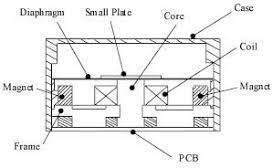 Small Plate
Case
Diaphragm
Core
Coil
Magnet
Magnet
Frame
PCB